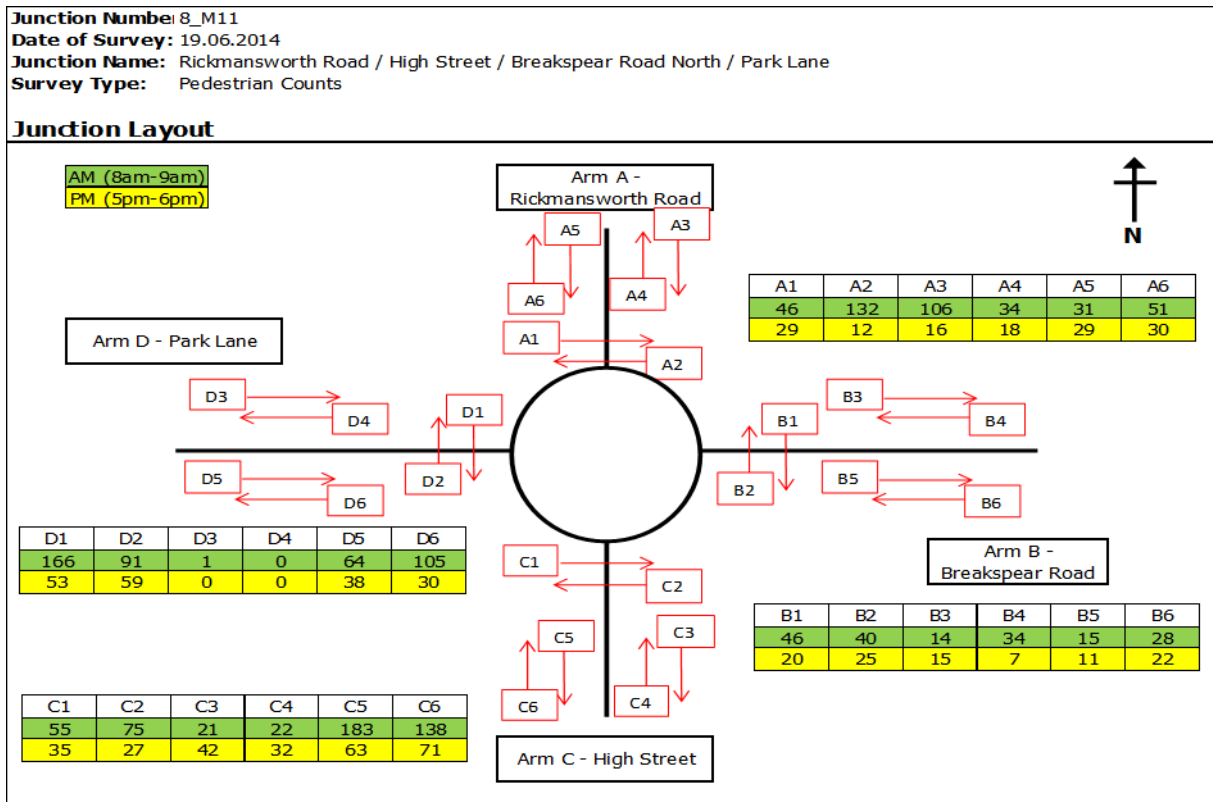 Junction Numbe 8_M11
Date of Survey: 19.06.2014
Junction Name: Rickmansworth Road / High Street / Breakspear Road North / Park Lane
Survey Type: Pedestrian Counts
Junction Layout
AM (8am-9am)
PM (5pm-6pm)
Arm A -
Rickmansworth Road
N
A5
A3
A6
A4
A1
A2
A1 A2 A3 A4 A5 A6
46 132 106 34 31 51
29 12 16 18 29 30
Arm D - Park Lane
D3
D4
D1
D5
D6
D2
B1
B3
B4
B2
B5
B6
D1 D2 D3 D4 D5 D6
166 91 1 0 64 105
53 59 0 0 38 30
C1
C2
C5
C3
C6
C4
Arm B -
Breakspear Road
B1 B2 B3 B4 B5 B6
46 40 14 34 15 28
20 25 15 7 11 22
C1 C2 C3 C4 C5 C6
55 75 21 22 183 138
35 27 42 32 63 71
Arm C - High Street